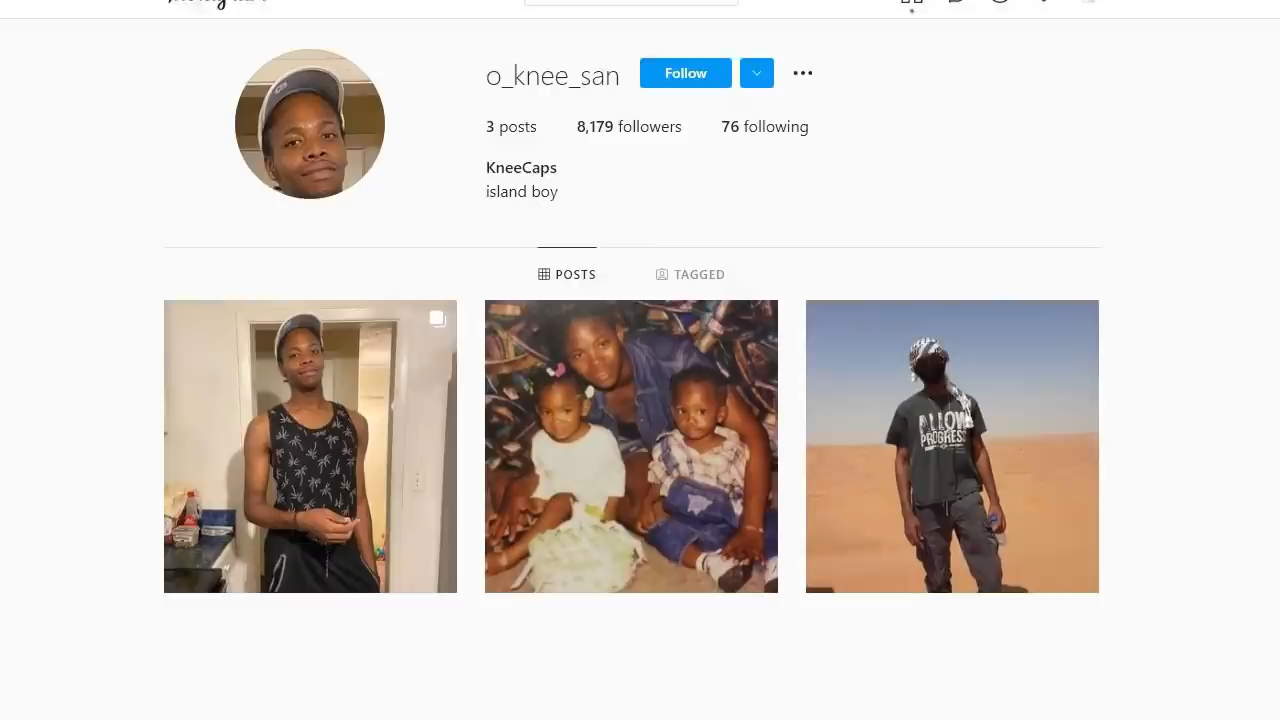 o_knee_san
Follow
3 posts 8,179 followers 76 following
KneeCaps
island boy
POSTS
TAGGED
ALLOW
PROGRESS